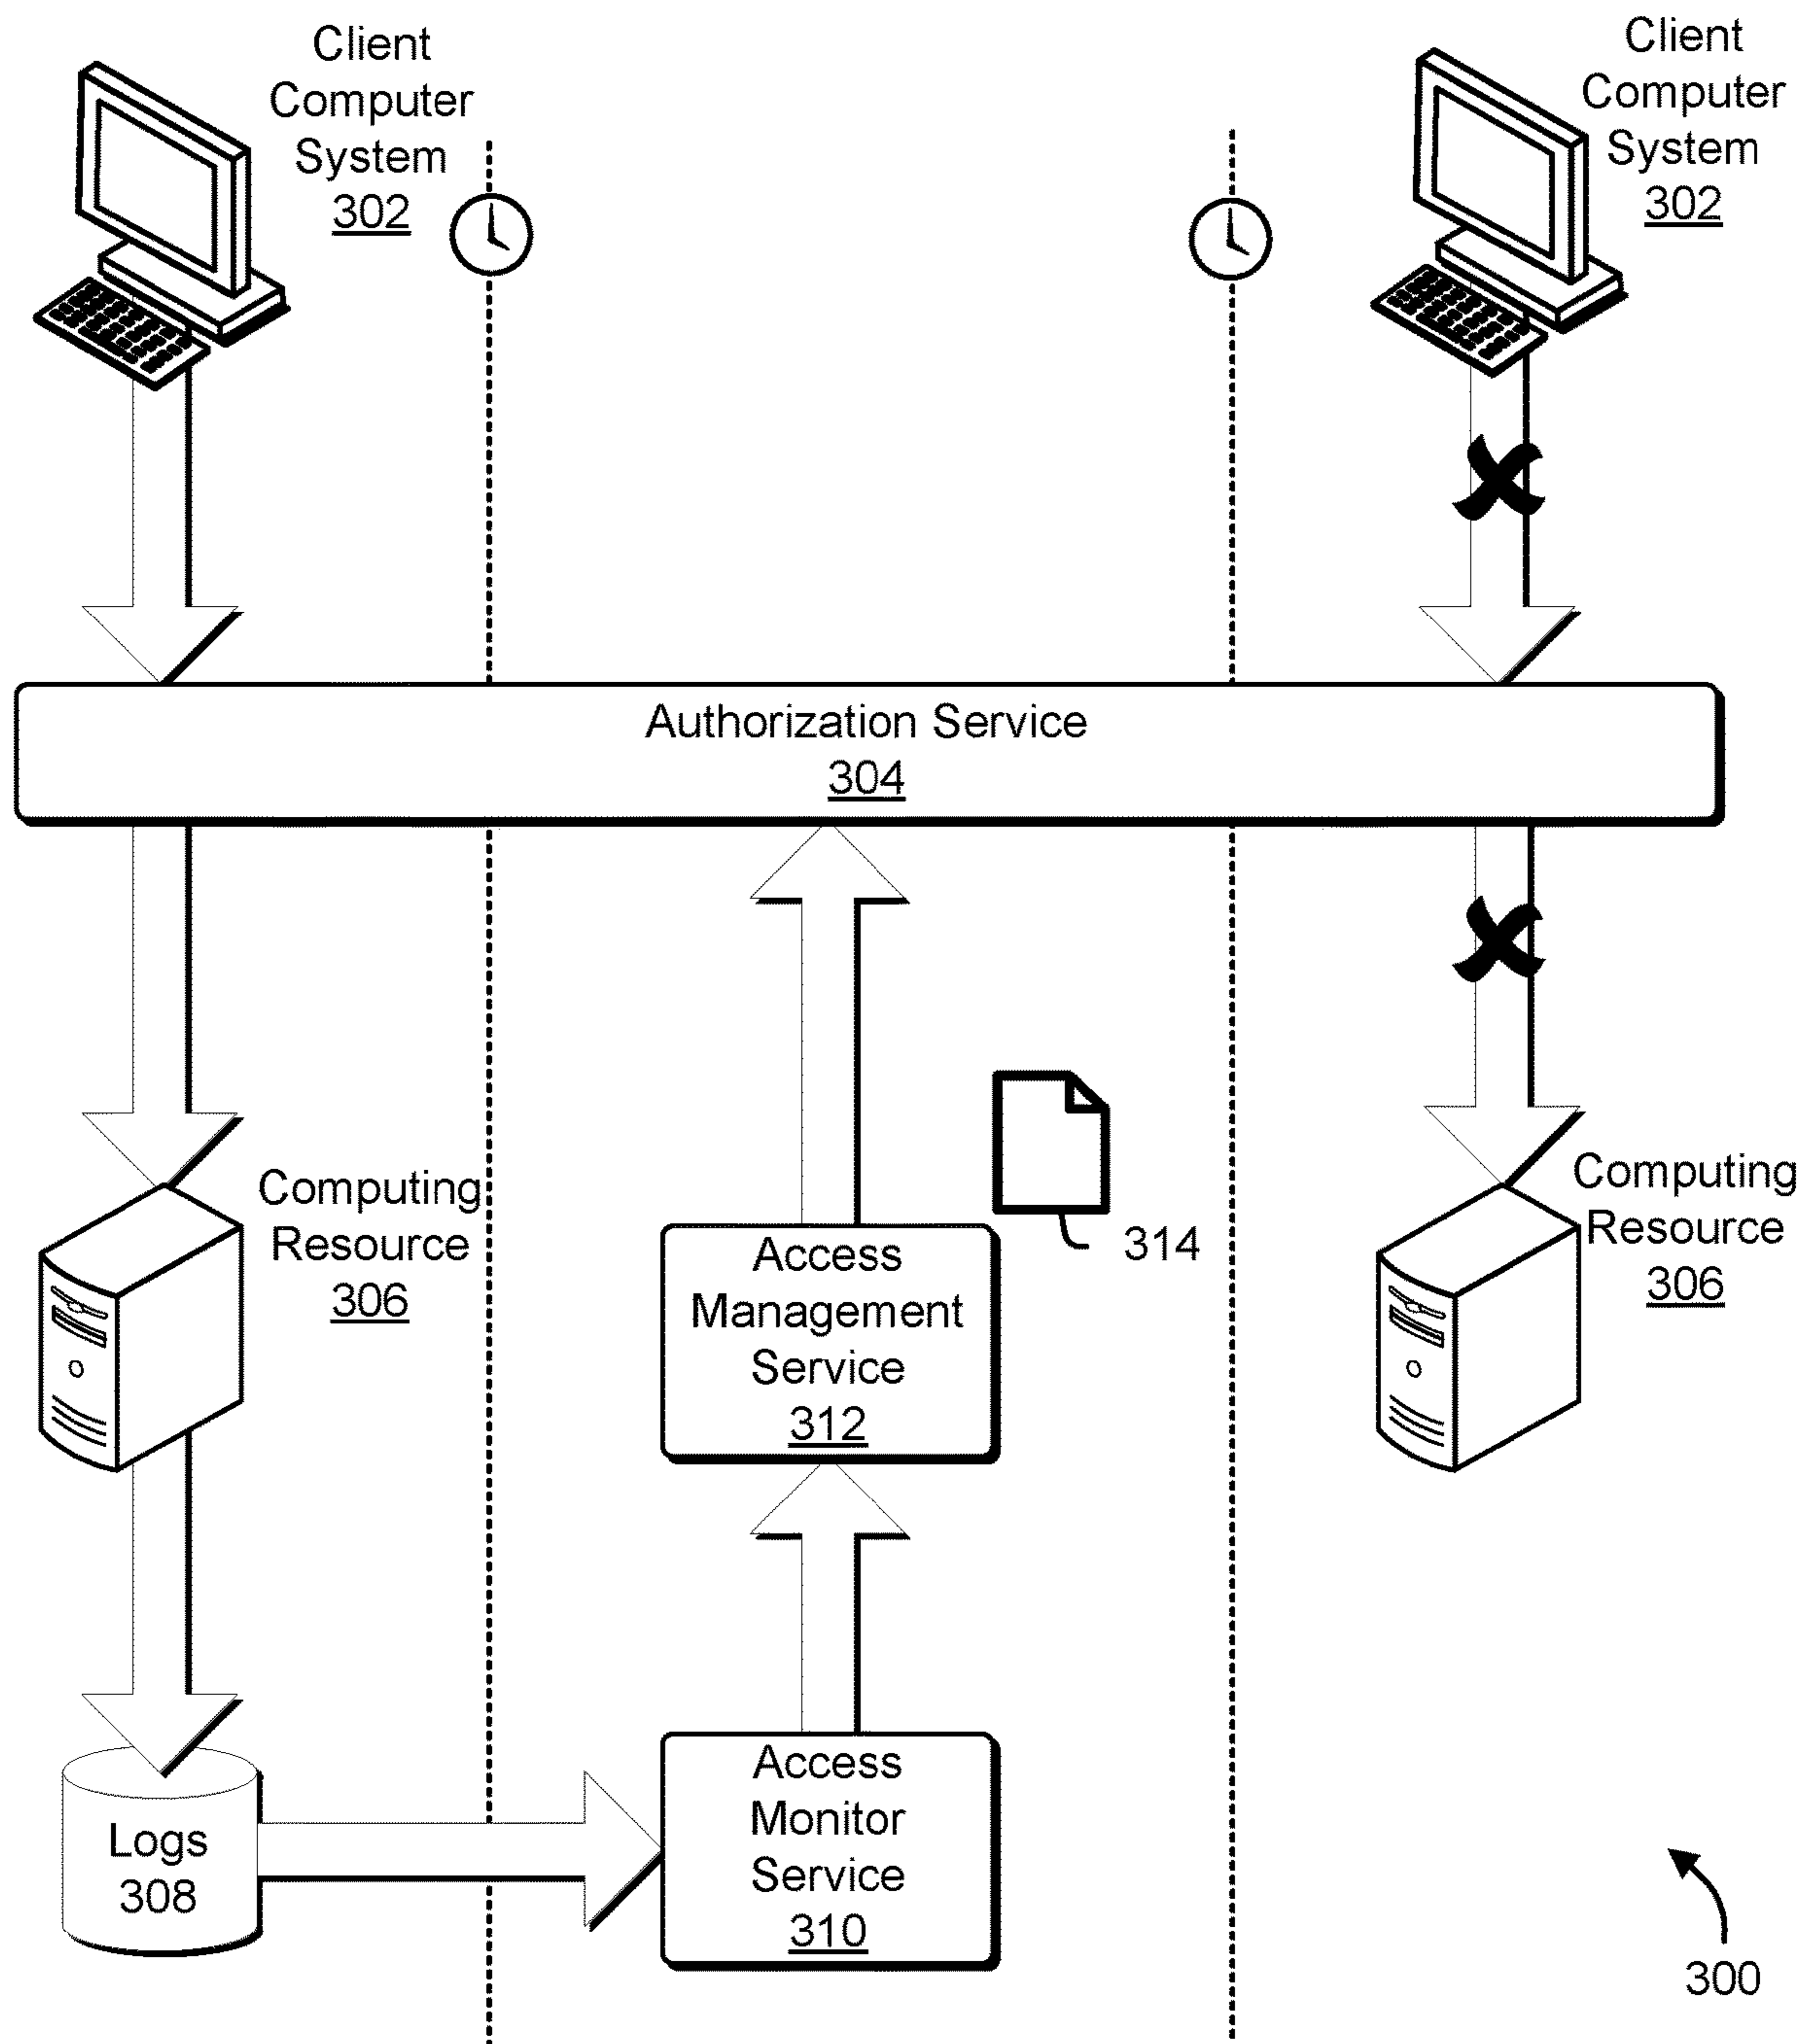 Client
Computer
System
302
Client
Computer
System
302
Authorization Service
304
Computing
Resource
306
314
Access
Management
Service
312
Computing
Resource
306
Logs
308
Access
Monitor
Service
310
300